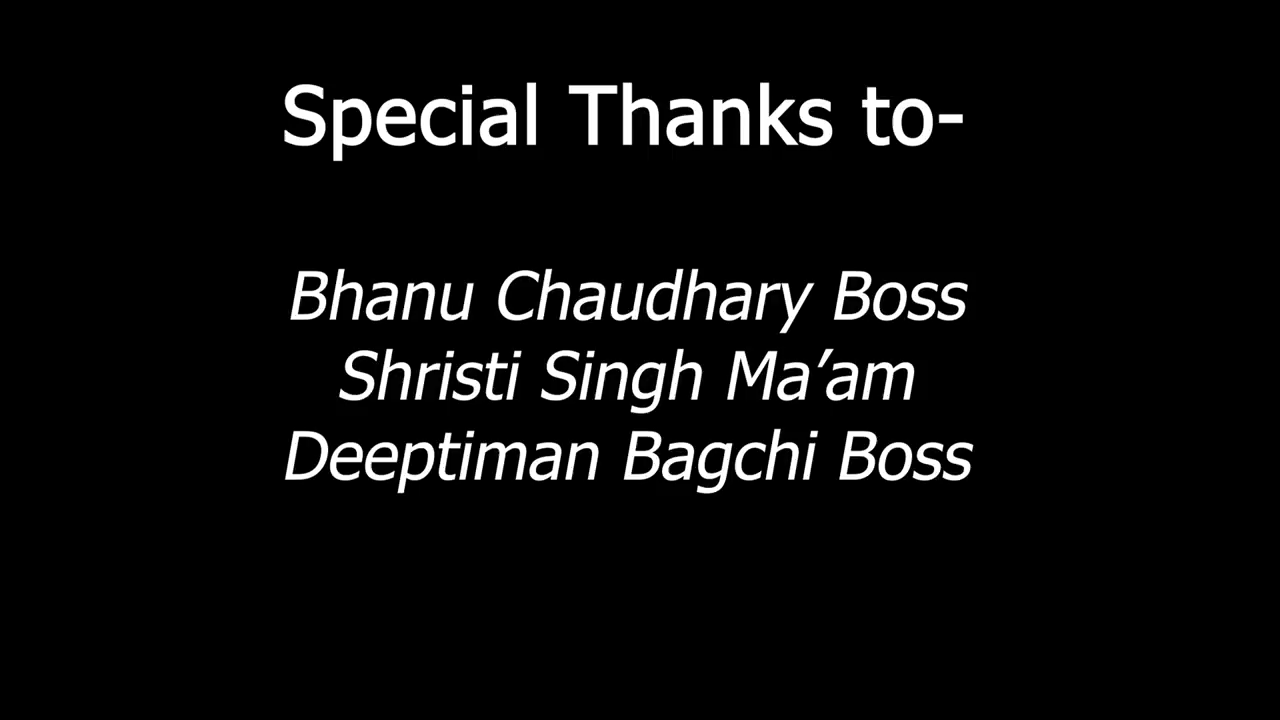 Special Thanks to-
Bhanu Chaudhary Boss
Shristi Singh Ma’am
Deeptiman Bagchi Boss